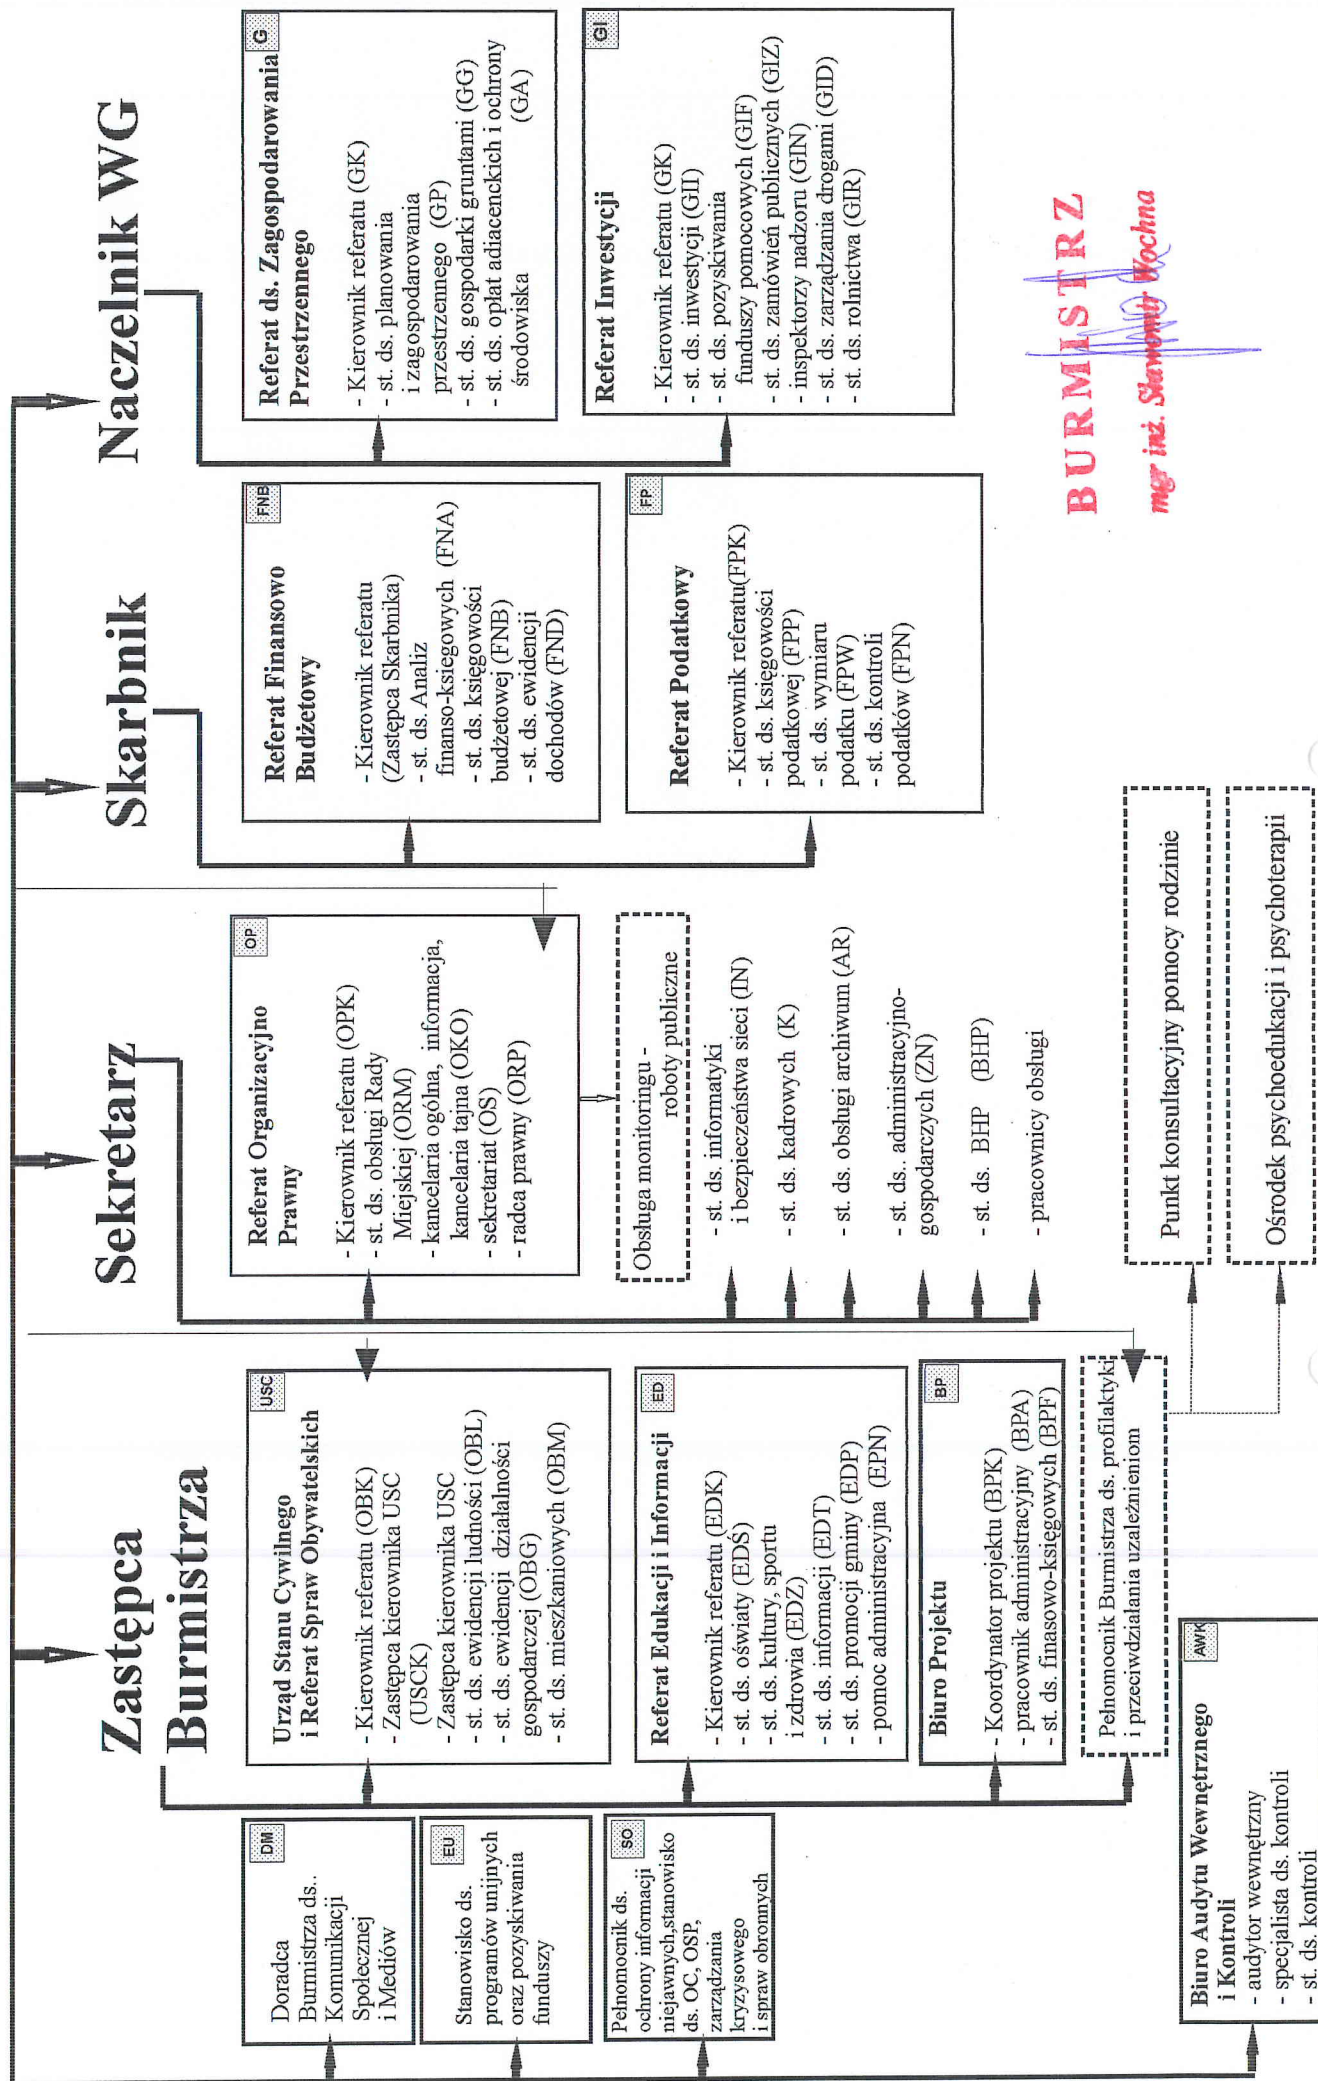 Zastępca
Burmistrza
Sekretarz
Skarbnik
Naczelnik WG
DM
Doradca
Burmistrza ds..
Komunikacji
Społecznej
i Mediów
EU
Stanowisko ds.
programów unijnych
oraz pozyskiwania
funduszy
SO
Pełnomocnik ds.
ochrony informacji
niejawnych,stanowisko
ds. OC, OSP,
zarządzania
kryzysowego
i spraw obronnych
AWK
Biuro Audytu Wewnętrznego
i Kontroli
- audytor wewnętrzny
- specjalista ds. kontroli
- st. ds. kontroli
USC
Urząd Stanu Cywilnego
i Referat Spraw Obywatelskich
- Kierownik referatu (OBK)
- Zastępca kierownika USC
(USCK)
- Zastępca kierownika USC
- st. ds. ewidencji ludności (OBL)
- st. ds. ewidencji działalności
gospodarczej (OBG)
- st. ds. mieszkaniowych (OBM)
ED
Referat Edukacji i Informacji
- Kierownik referatu (EDK)
- st. ds. oświaty (EDŚ)
- st. ds. kultury, sportu
i zdrowia (EDZ)
- st. ds. informacji (EDT)
- st. ds. promocji gminy (EDP)
- pomoc administracyjna (EPN)
BP
Biuro Projektu
- Koordynator projektu (BPK)
- pracownik administracyjny (BPA)
- st. ds. finasowo-księgowych (BPF)
Pełnomocnik Burmistrza ds. profilaktyki
i przeciwdziałania uzależnieniom
OP
Referat Organizacyjno
Prawny
- Kierownik referatu (OPK)
- st. ds. obsługi Rady
Miejskiej (ORM)
- kancelaria ogólna, informacja,
kancelaria tajna (OKO)
- sekretariat (OS)
- radca prawny (ORP)
Obsługa monitoringu -
roboty publiczne
- st. ds. informatyki
i bezpieczeństwa sieci (IN)
- st. ds. kadrowych (K)
- st. ds. obsługi archiwum (AR)
- st. ds.. administracyjno-
gospodarczych (ZN)
- st. ds. BHP (BHP)
- pracownicy obsługi
Punkt konsultacyjny pomocy rodzinie
Ośrodek psychoedukacji i psychoterapii
FNB
Referat Finansowo
Budżetowy
- Kierownik referatu
(Zastępca Skarbnika)
- st. ds. Analiz
finanso-ksiegowych (FNA)
- st. ds. księgowości
budżetowej (FNB)
- st. ds. ewidencji
dochodów (FND)
FP
Referat Podatkowy
- Kierownik referatu(FPK)
- st. ds. księgowości
podatkowej (FPP)
- st. ds. wymiaru
podatku (FPW)
- st. ds. kontroli
podatków (FPN)
G
Referat ds. Zagospodarowania
Przestrzennego
- Kierownik referatu (GK)
- st. ds. planowania
i zagospodarowania
przestrzennego (GP)
- st. ds. gospodarki gruntami (GG)
- st. ds. opłat adiacenckich i ochrony
środowiska (GA)
GI
Referat Inwestycji
- Kierownik referatu (GK)
- st. ds. inwestycji (GII)
- st. ds. pozyskiwania
funduszy pomocowych (GIF)
- st. ds. zamówień publicznych (GIZ)
- inspektorzy nadzoru (GIN)
- st. ds. zarządzania drogami (GID)
- st. ds. rolnictwa (GIR)
BURMISTRZ
mgr inż. Sławomir Wochna